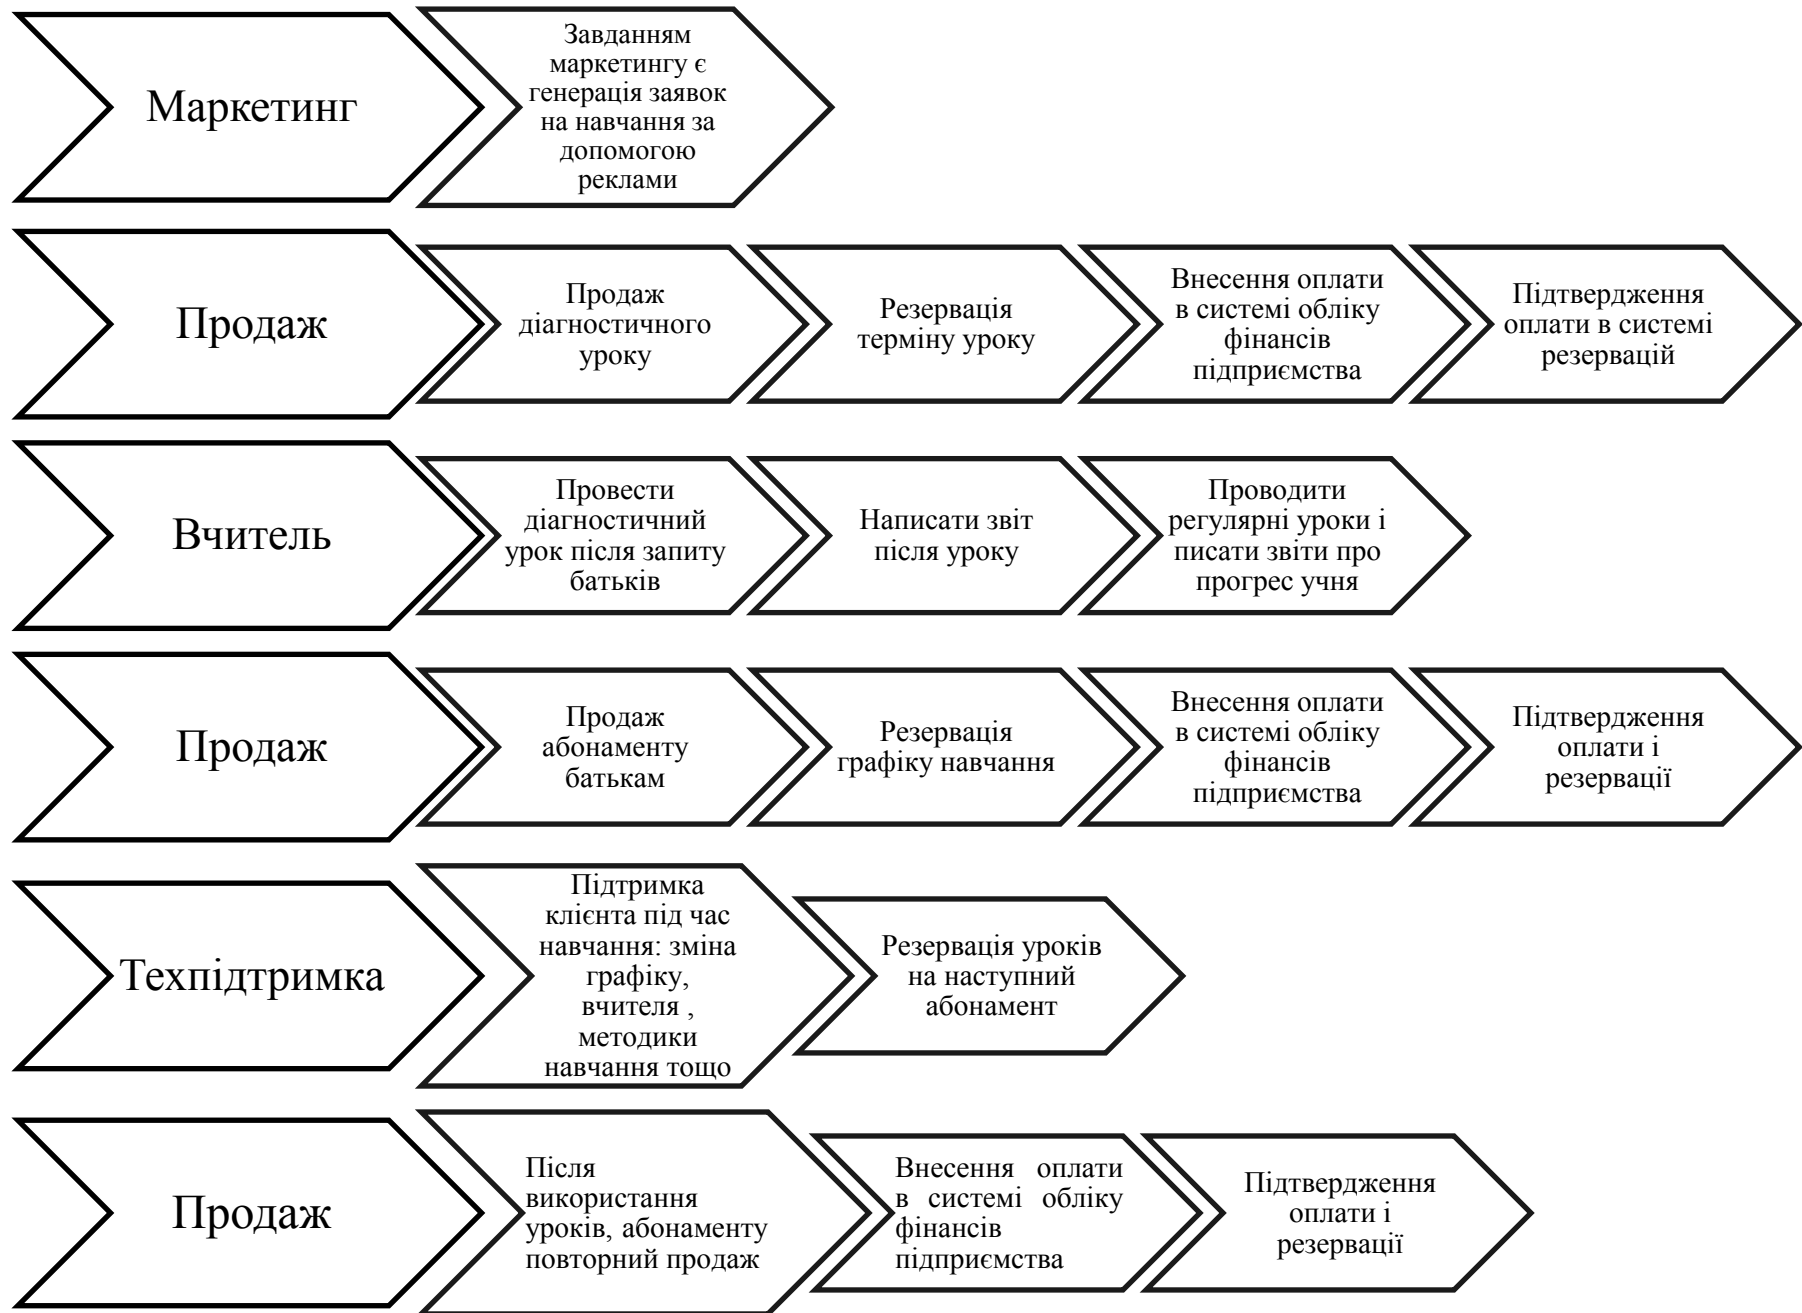 Маркетинг
Завданням
маркетингу є
генерація заявок
на навчання за
допомогою
реклами
Продаж
Продаж
діагностичного
уроку
Резервація
терміну уроку
Внесення оплати
в системі обліку
фінансів
підприємства
Підтвердження
оплати в системі
резервацій
Вчитель
Провести
діагностичний
урок після запиту
батьків
Написати звіт
після уроку
Проводити
регулярні уроки і
писати звіти про
прогрес учня
Продаж
Продаж
абонаменту
батькам
Резервація
графіку навчання
Внесення оплати
в системі обліку
фінансів
підприємства
Підтвердження
оплати і
резервації
Техпідтримка
Підтримка
клієнта під час
навчання: зміна
графіку,
вчителя ,
методики
навчання тощо
Резервація уроків
на наступний
абонамент
Продаж
Після
використання
уроків, абонаменту
повторний продаж
Внесення оплати
в системі обліку
фінансів
підприємства
Підтвердження
оплати і
резервації